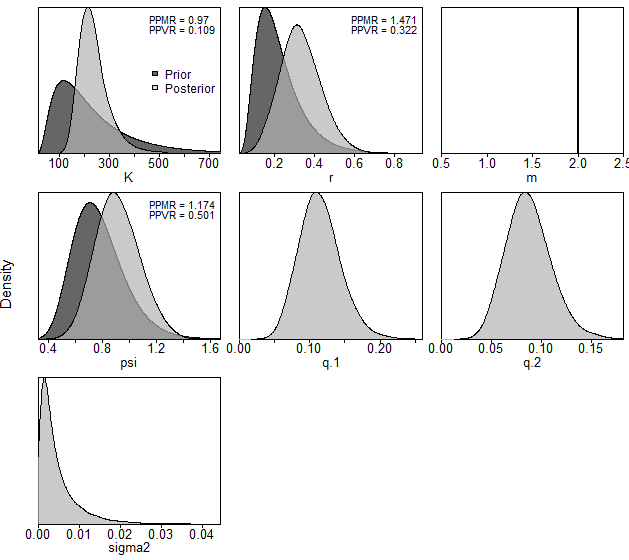 PPMR = 0.97
PPVR = 0.109
Prior
Posterior
100 300 500 700
K
PPMR = 1.471
PPVR = 0.322
0.2 0.4 0.6 0.8
r
0.5 1.0 1.5 2.0 2.5
m
Density
PPMR = 1.174
PPVR = 0.501
0.4 0.8 1.2 1.6
psi
0.00 0.10 0.20
q.1
0.00 0.05 0.10 0.15
q.2
0.00 0.01 0.02 0.03 0.04
sigma2